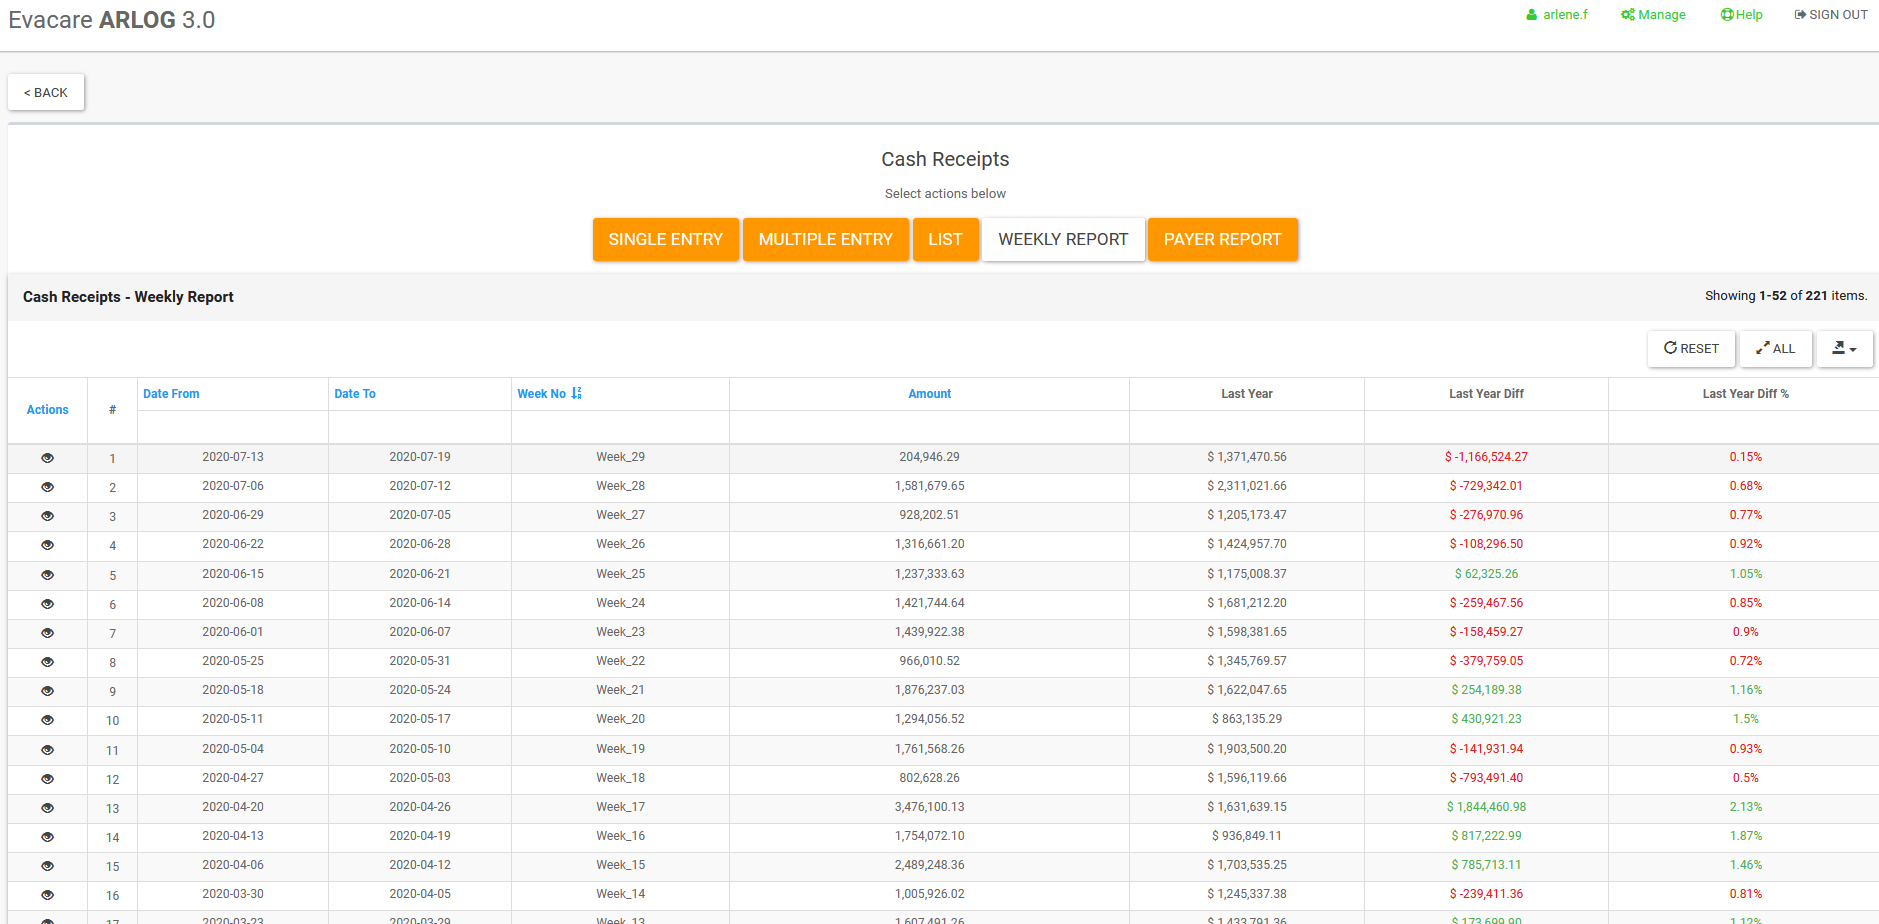 Evacare ARLOG 3.0
arlene.f Manage Help SIGN OUT
< BACK
Cash Receipts
Select actions below
SINGLE ENTRY MULTIPLE ENTRY LIST WEEKLY REPORT PAYER REPORT
Cash Receipts - Weekly Report Showing 1-52 of 221 items.
RESET ALL
Actions # Date From Date To Week No Amount Last Year Last Year Diff Last Year Diff %
1 2020-07-13 2020-07-19 Week_29 204,946.29 $ 1,371,470.56 $ -1,166,524.27 0.15%
2 2020-07-06 2020-07-12 Week_28 1,581,679.65 $ 2,311,021.66 $ -729,342.01 0.68%
3 2020-06-29 2020-07-05 Week_27 928,202.51 $ 1,205,173.47 $ -276,970.96 0.77%
4 2020-06-22 2020-06-28 Week_26 1,316,661.20 $ 1,424,957.70 $ -108,296.50 0.92%
5 2020-06-15 2020-06-21 Week_25 1,237,333.63 $ 1,175,008.37 $ 62,325.26 1.05%
6 2020-06-08 2020-06-14 Week_24 1,421,744.64 $ 1,681,212.20 $ -259,467.56 0.85%
7 2020-06-01 2020-06-07 Week_23 1,439,922.38 $ 1,598,381.65 $ -158,459.27 0.9%
8 2020-05-25 2020-05-31 Week_22 966,010.52 $ 1,345,769.57 $ -379,759.05 0.72%
9 2020-05-18 2020-05-24 Week_21 1,876,237.03 $ 1,622,047.65 $ 254,189.38 1.16%
10 2020-05-11 2020-05-17 Week_20 1,294,056.52 $ 863,135.29 $ 430,921.23 1.5%
11 2020-05-04 2020-05-10 Week_19 1,761,568.26 $ 1,903,500.20 $ -141,931.94 0.93%
12 2020-04-27 2020-05-03 Week_18 802,628.26 $ 1,596,119.66 $ -793,491.40 0.5%
13 2020-04-20 2020-04-26 Week_17 3,476,100.13 $ 1,631,639.15 $ 1,844,460.98 2.13%
14 2020-04-13 2020-04-19 Week_16 1,754,072.10 $ 936,849.11 $ 817,222.99 1.87%
15 2020-04-06 2020-04-12 Week_15 2,489,248.36 $ 1,703,535.25 $ 785,713.11 1.46%
16 2020-03-30 2020-04-05 Week_14 1,005,926.02 $ 1,245,337.38 $ -239,411.36 0.81%
17 2020-03-23 2020-03-29 Week_13 1,607,491.26 $ 1,433,791.36 $ 173,699.90 1.12%